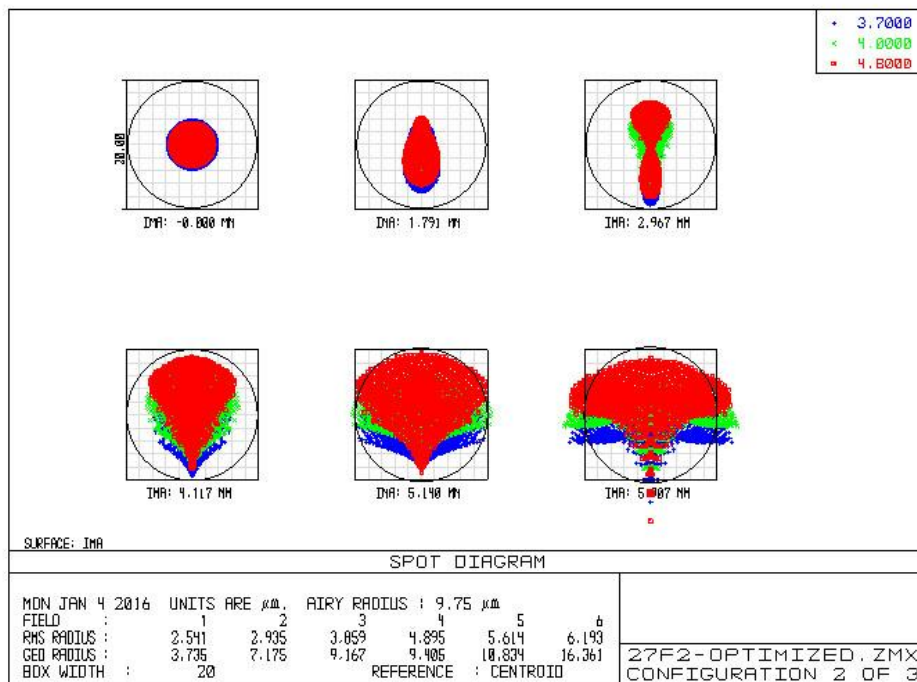 3.7000
4.0000
4.8000
20.00
IMA: -0.000 MM
IMA: 1.791 MM
IMA: 2.967 MM
IMA: 4.117 MM
IMA: 5.140 MM
IMA: MM
SURFACE: IMA
SPOT DIAGRAM
MON JAN 4 2016 UNITS ARE µm. AIRY RADIUS : 9.75 µm
FIELD : 1 2 3 4 5 6
RMS RADIUS : 2.541 2.935 3.859 4.895 5.614 6.193
GEO RADIUS : 3.735 7.175 9.167 9.405 10.834 16.361
BOX WIDTH : 20 REFERENCE : CENTROID
27F2-OPTIMIZED.ZMX
CONFIGURATION 2 OF 3